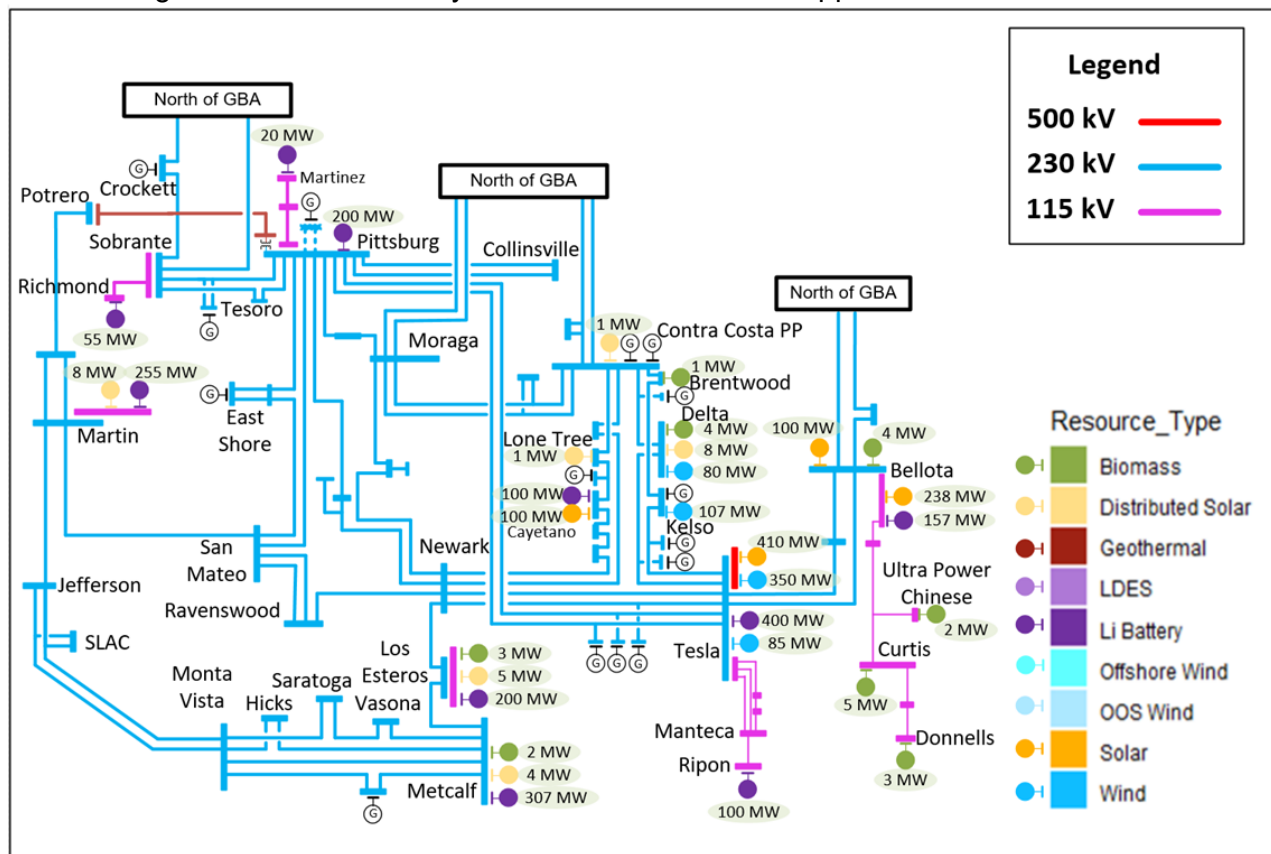 North of GBA
20 MW
Martinez
G
Crockett
Potrero
G
200 MW
Pittsburg
Sobrante
Richmond
Tesoro
G
55 MW
8 MW
255 MW
Martin
G
East
Shore
North of GBA
Collinsville
Moraga
1 MW
G
G
Contra Costa PP
1 MW
Brentwood
G
Delta
4 MW
8 MW
80 MW
Lone Tree
1 MW
G
100 MW
100 MW
Cayetano
G
107 MW
Kelso
G
G
North of GBA
100 MW
4 MW
Bellota
238 MW
157 MW
410 MW
350 MW
Ultra Power
Chinese
2 MW
400 MW
85 MW
Tesla
Curtis
5 MW
Donnells
3 MW
Manteca
Ripon
100 MW
G
G
G
San
Mateo
Newark
Ravenswood
Jefferson
SLAC
Los
Esteros
3 MW
5 MW
200 MW
Monta
Vista
Hicks
Saratoga
Vasona
2 MW
4 MW
Metcalf
307 MW
G
Legend
500 kV
230 kV
115 kV
Resource_Type
Biomass
Distributed Solar
Geothermal
LDES
Li Battery
Offshore Wind
OOS Wind
Solar
Wind